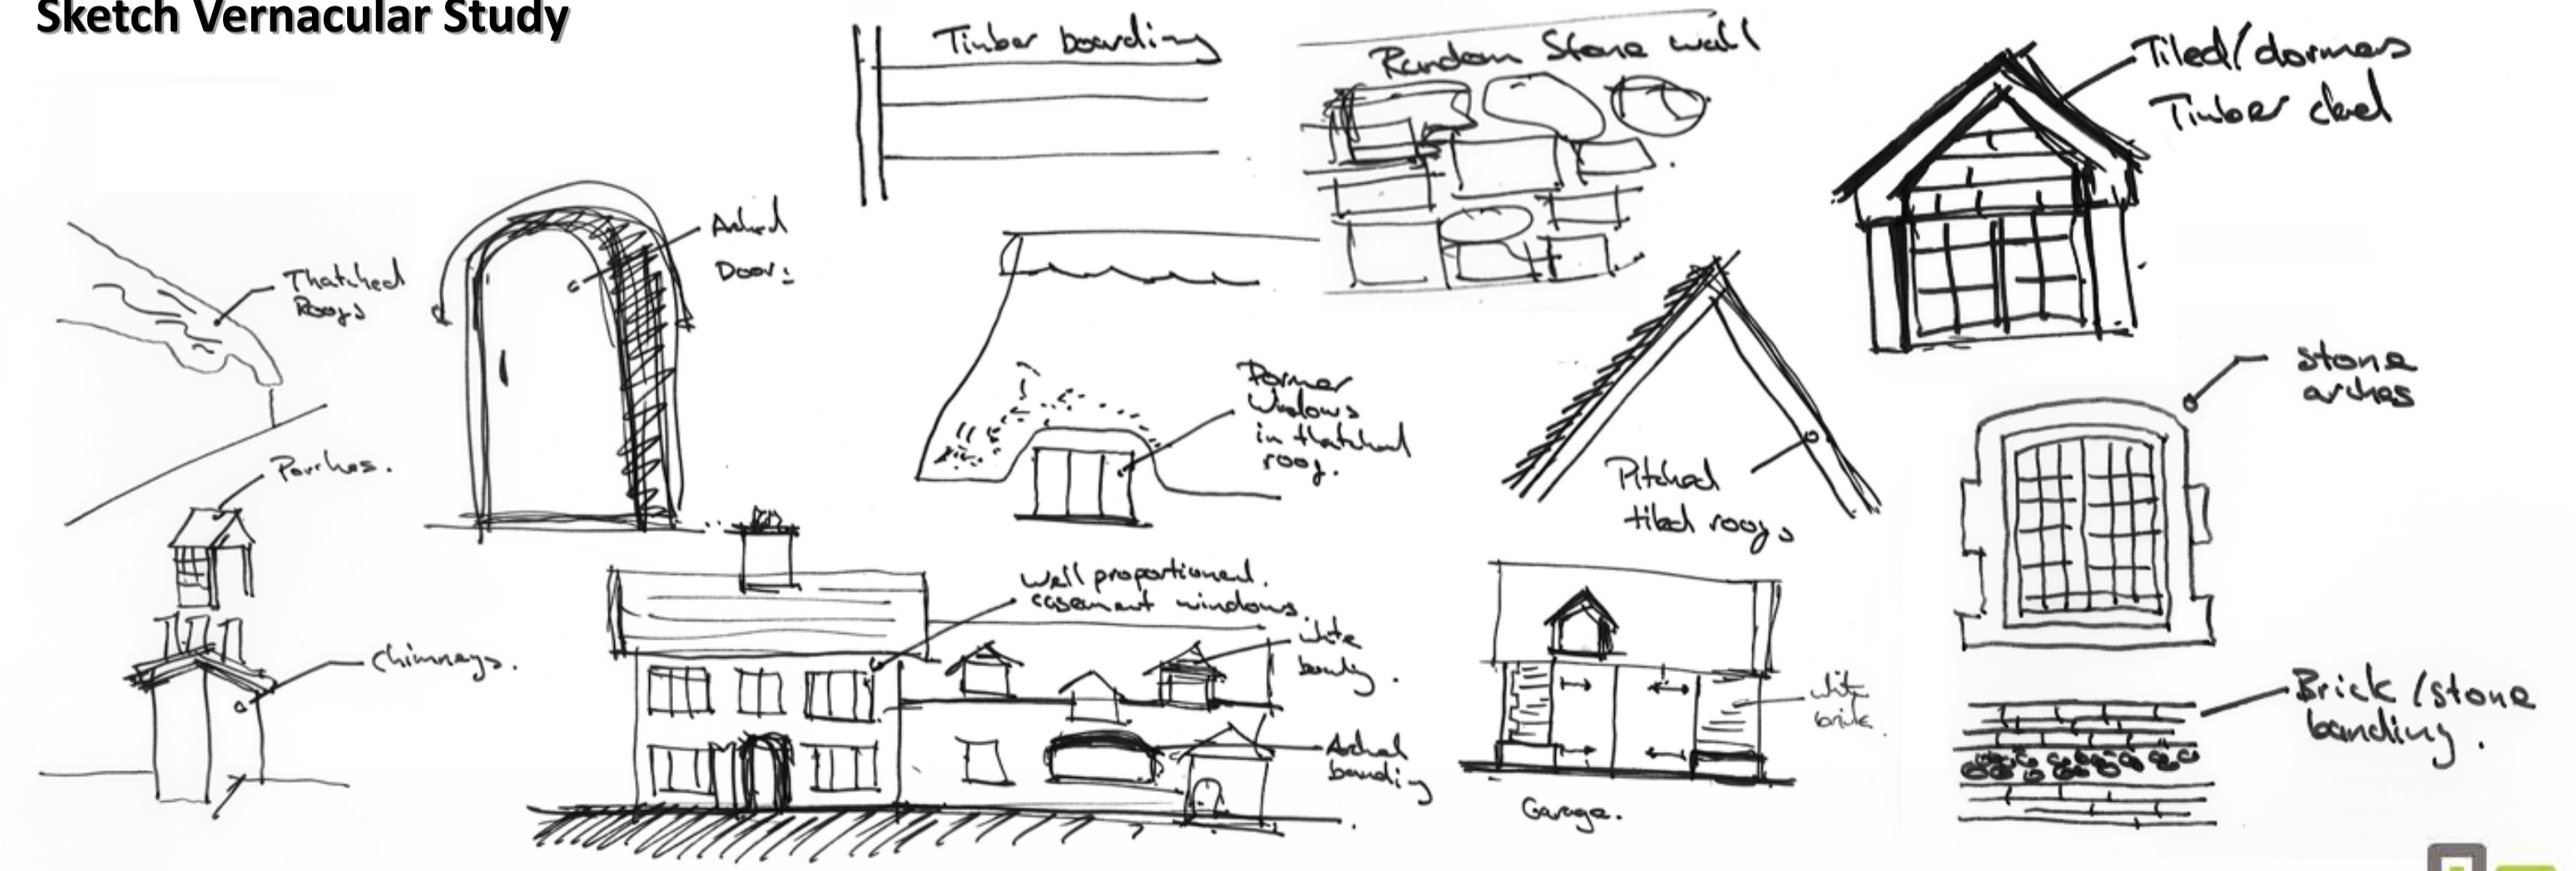 Sketch Vernacular Study
Timber boarding
Random Stone wall
Tiled/dormers
Timber clad
Thatched
Roofs
Arched
Door:
Dormer
Windows
in thatched
roof.
Pitched
tiled roofs
Stone
arches
Porches.
Chimneys.
Well proportioned.
casement windows.
white
Arched
banding
white
brick.
Garage.
Brick/stone
banding.